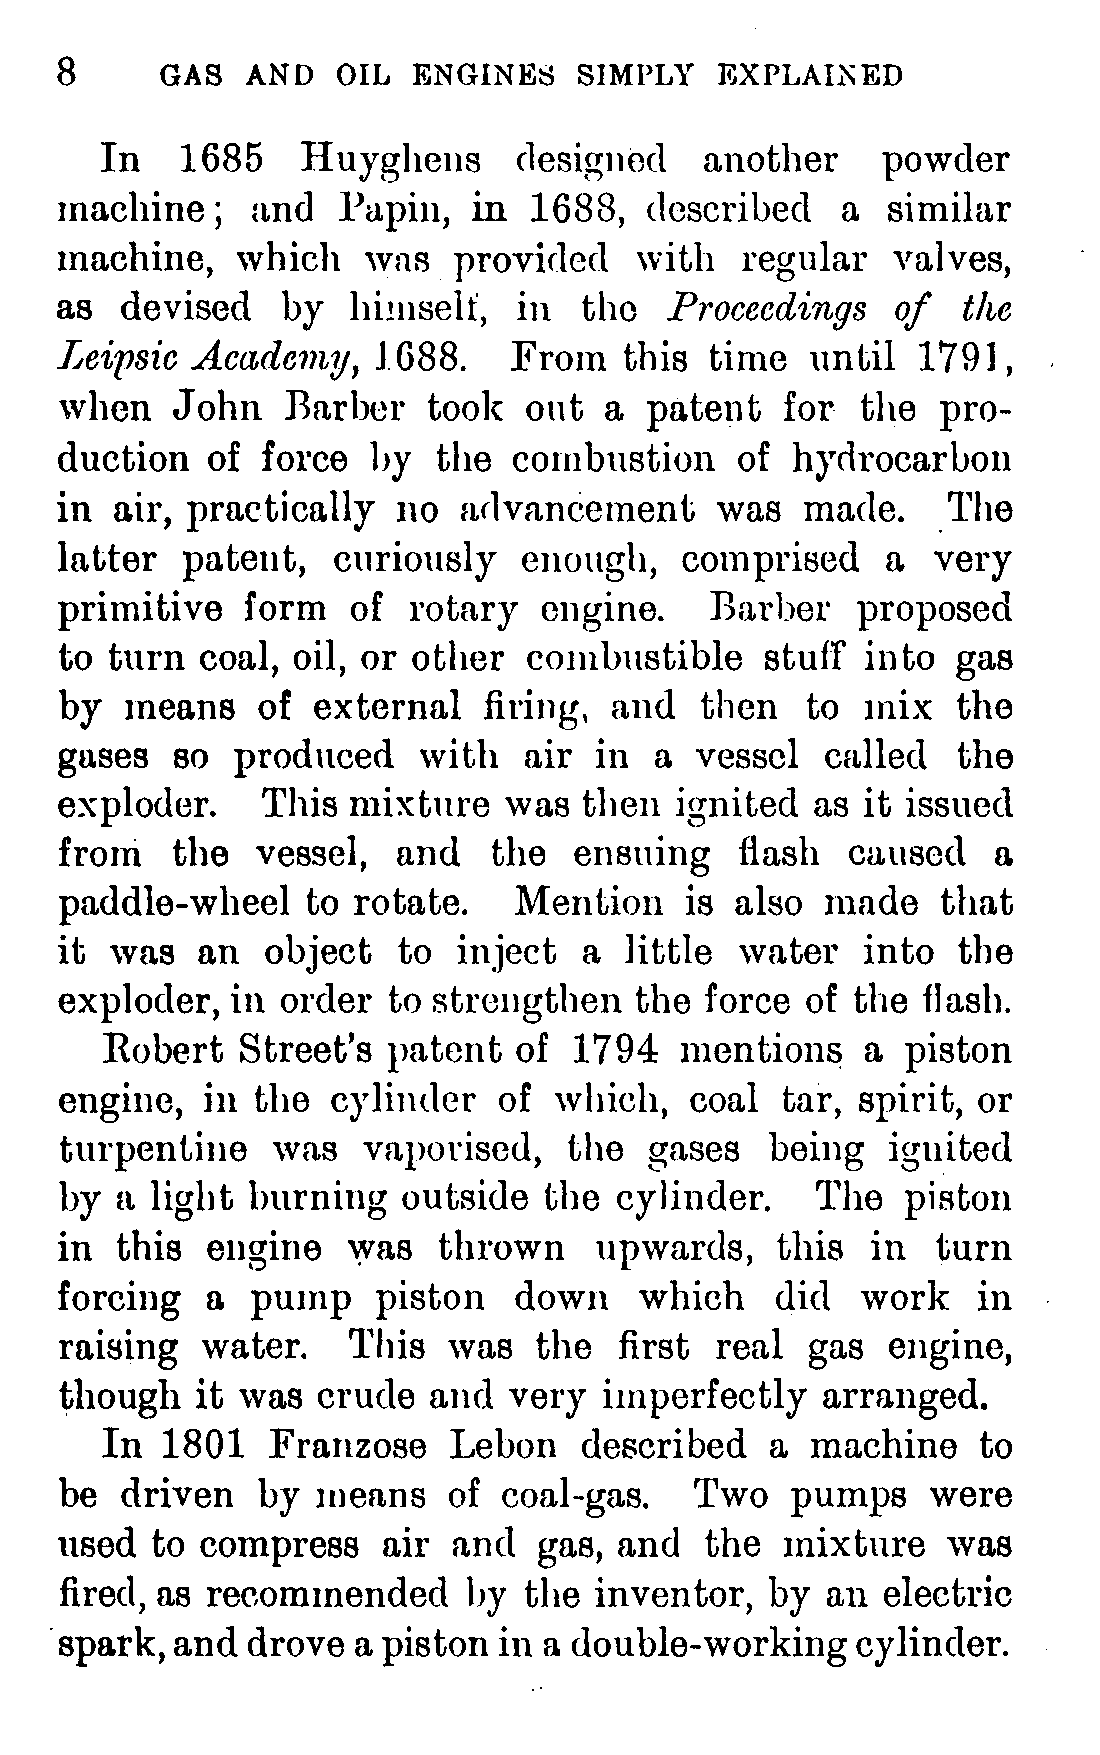 8 GAS AND OIL ENGINES SIMPLY EXPLAINED
In 1685 Huyghens designed another powder
machine; and Papin, in 1688, described a similar
machine, which was provided with regular valves,
as devised by himself, in the Proceedings of the
Leipsic Academy, 1688. From this time until 1791,
when John Barber took out a patent for the pro-
duction of force by the combustion of hydrocarbon
in air, practically no advancement was made. The
latter patent, curiously enough, comprised a very
primitive form of rotary engine. Barber proposed
to turn coal, oil, or other combustible stuff into gas
by means of external firing, and then to mix the
gases so produced with air in a vessel called the
exploder. This mixture was then ignited as it issued
from the vessel, and the ensuing flash caused a
paddle-wheel to rotate. Mention is also made that
it was an object to inject a little water into the
exploder, in order to strengthen the force of the flash.
Robert Street's patent of 1794 mentions a piston
engine, in the cylinder of which, coal tar, spirit, or
turpentine was vaporised, the gases being ignited
by a light burning outside the cylinder. The piston
in this engine was thrown upwards, this in turn
forcing a pump piston down which did work in
raising water. This was the first real gas engine,
though it was crude and very imperfectly arranged.
In 1801 Franzose Lebon described a machine to
be driven by means of coal-gas. Two pumps were
used to compress air and gas, and the mixture was
fired, as recommended by the inventor, by an electric
spark, and drove a piston in a double-working cylinder.